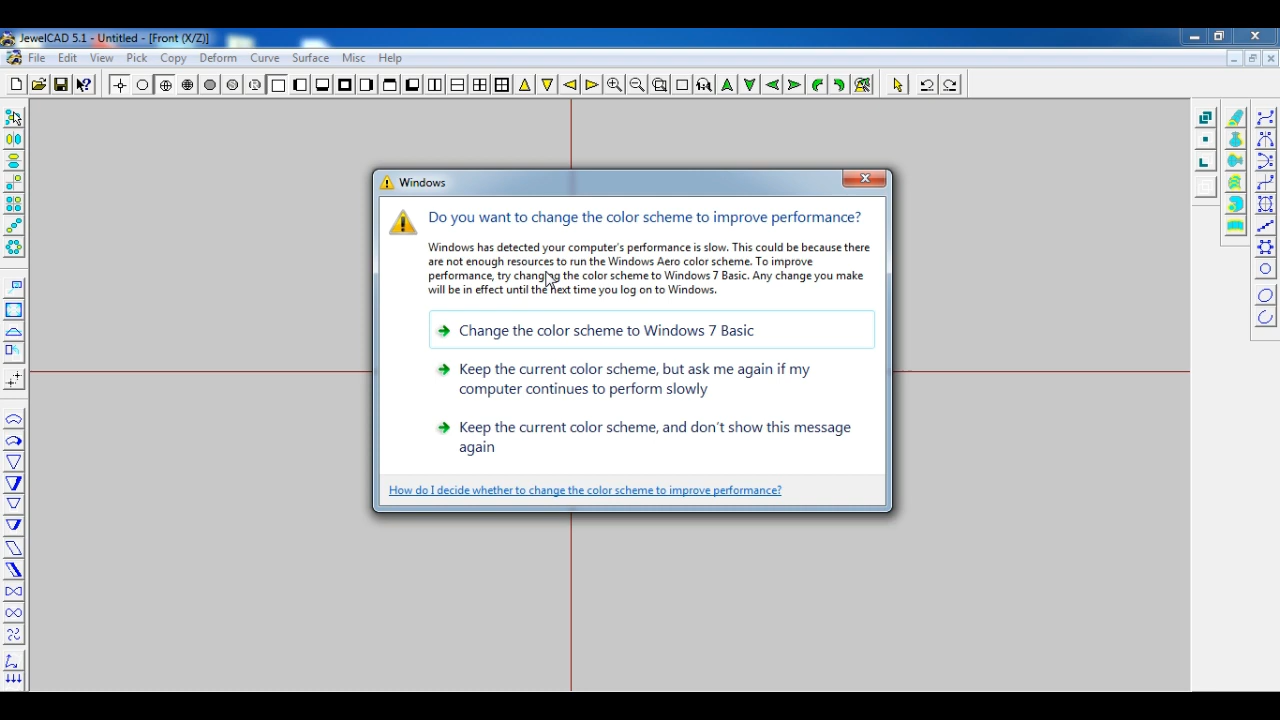 JewelCAD 5.1 - Untitled - [Front (X/Z)]
File Edit View Pick Copy Deform Curve Surface Misc Help
Windows
Do you want to change the color scheme to improve performance?
Windows has detected your computer's performance is slow. This could be because there
are not enough resources to run the Windows Aero color scheme. To improve
performance, try changing the color scheme to Windows 7 Basic. Any change you make
will be in effect until the next time you log on to Windows.
Change the color scheme to Windows 7 Basic
Keep the current color scheme, but ask me again if my
computer continues to perform slowly
Keep the current color scheme, and don't show this message
again
How do I decide whether to change the color scheme to improve performance?